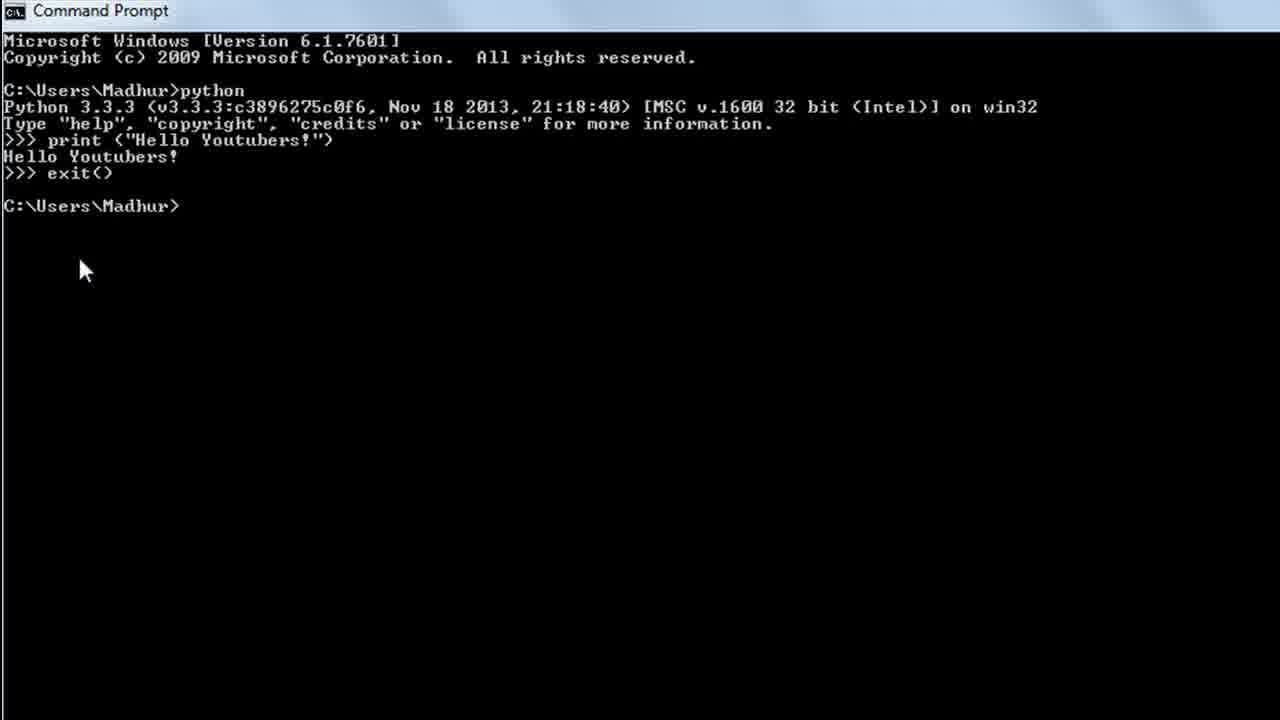 Command Prompt
Microsoft Windows [Version 6.1.7601]
Copyright (c) 2009 Microsoft Corporation.  All rights reserved.
C:\Users\Madhur>python
Python 3.3.3 (v3.3.3:c3896275c0f6, Nov 18 2013, 21:18:40) [MSC v.1600 32 bit (Intel)] on win32
Type "help", "copyright", "credits" or "license" for more information.
>>> print ("Hello Youtubers!")
Hello Youtubers!
>>> exit()
C:\Users\Madhur>